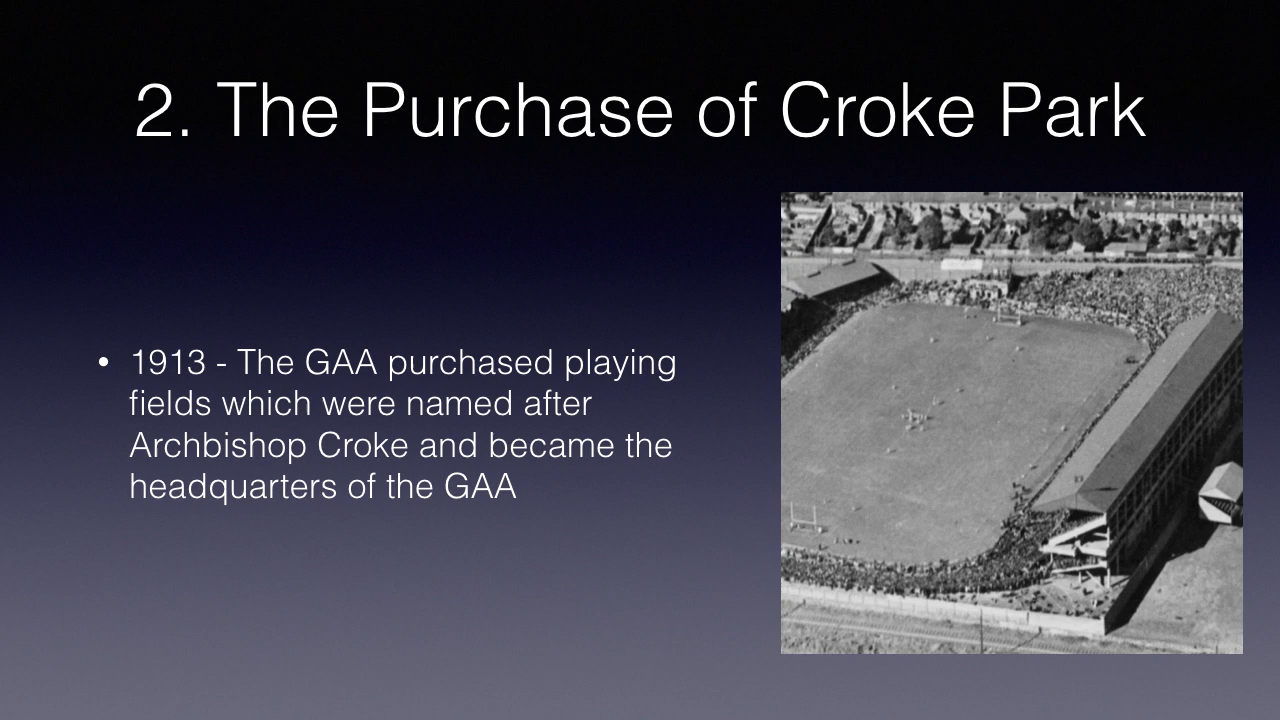 2. The Purchase of Croke Park
• 1913 - The GAA purchased playing
fields which were named after
Archbishop Croke and became the
headquarters of the GAA